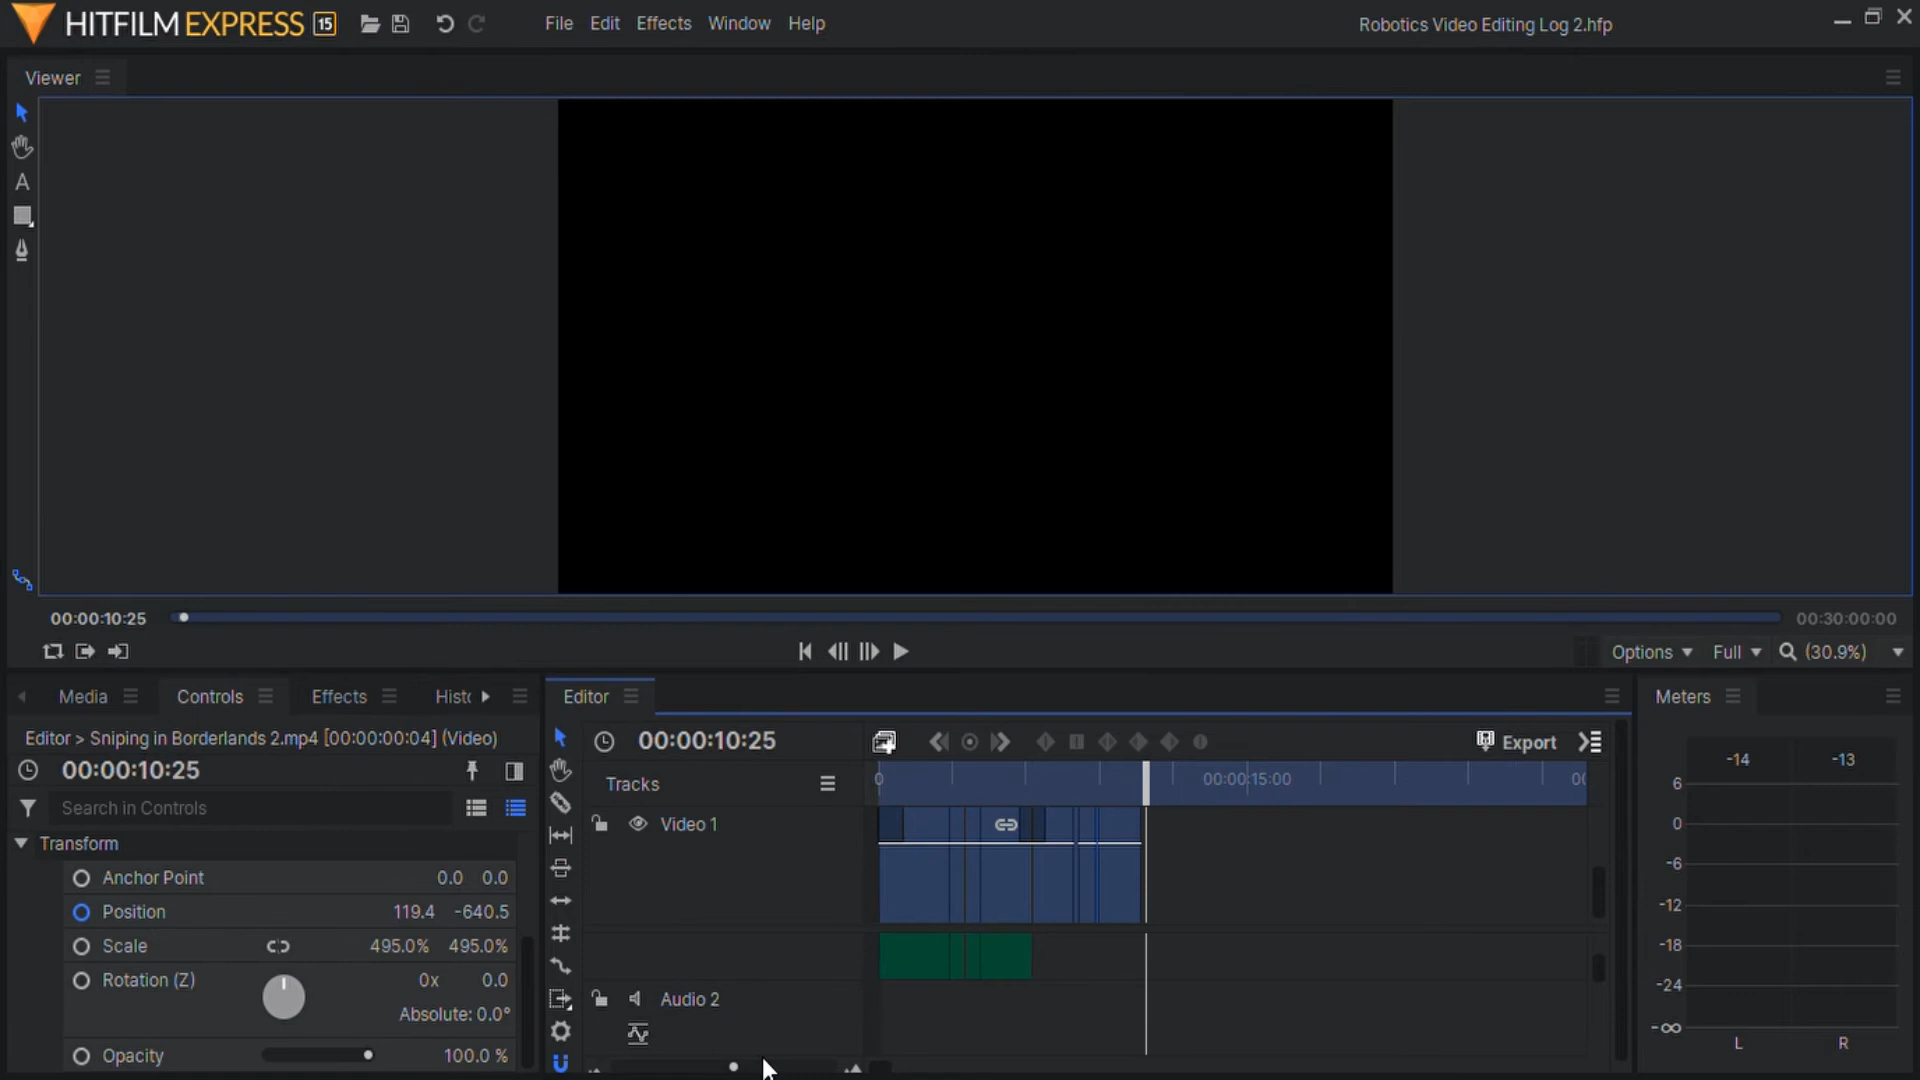 HITFILM EXPRESS 15 File Edit Effects Window Help Robotics Video Editing Log 2.hfp
Viewer
A
00:00:10:25 00:30:00:00
Options Full (30.9%)
Media Controls Effects Histc Editor Meters
Editor > Sniping in Borderlands 2.mp4 [00:00:00:04] (Video)
00:00:10:25
Search in Controls
Transform
Anchor Point 0.0 0.0
Position 119.4 -640.5
Scale 495.0% 495.0%
Rotation (Z) 0x 0.0
Absolute: 0.0°
Opacity 100.0 %
00:00:10:25 Export
Tracks 0 00:00:15:00
Video 1
Audio 2
-14 -13
6
0
-6
-12
-18
-24
-∞
L R